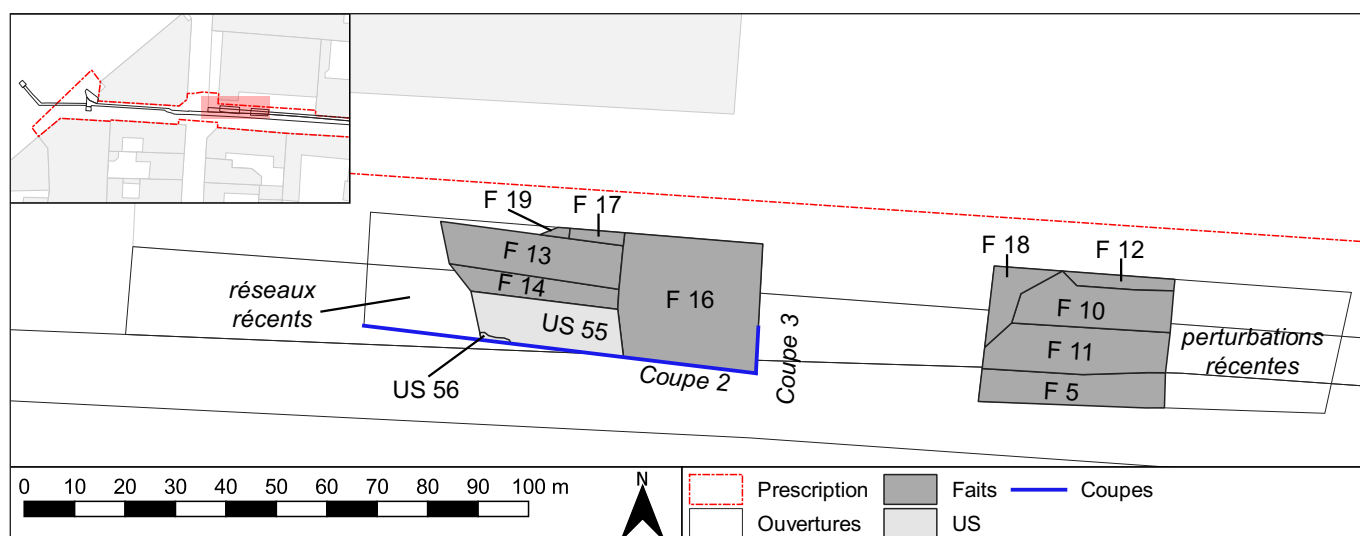 F 19
F 17
F 13
F 14
F 16
US 55
US 56
réseaux
récents
Coupe 2
Coupe 3
F 18
F 12
F 10
F 11
F 5
perturbations
récentes
0 10 20 30 40 50 60 70 80 90 100 m
N
Prescription
Faits
Coupes
Ouvertures
US